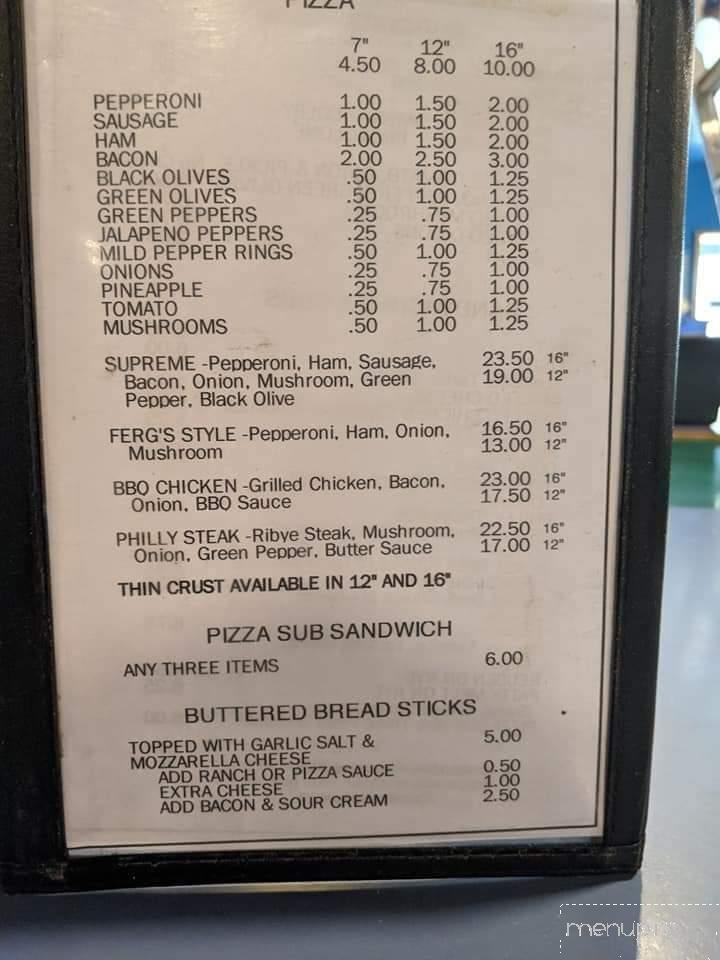 PIZZA
7" 12" 16"
4.50 8.00 10.00
PEPPERONI 1.00 1.50 2.00
SAUSAGE 1.00 1.50 2.00
HAM 1.00 1.50 2.00
BACON 2.00 2.50 3.00
BLACK OLIVES .50 1.00 1.25
GREEN OLIVES .50 1.00 1.25
GREEN PEPPERS .25 .75 1.00
JALAPENO PEPPERS .25 .75 1.00
MILD PEPPER RINGS .50 1.00 1.25
ONIONS .25 .75 1.00
PINEAPPLE .25 .75 1.00
TOMATO .50 1.00 1.25
MUSHROOMS .50 1.00 1.25
SUPREME -Pepperoni, Ham, Sausage, 23.50 16"
Bacon, Onion, Mushroom, Green 19.00 12"
Pepper, Black Olive
FERG'S STYLE -Pepperoni, Ham, Onion, 16.50 16"
Mushroom 13.00 12"
BBQ CHICKEN -Grilled Chicken, Bacon, 23.00 16"
Onion, BBQ Sauce 17.50 12"
PHILLY STEAK -Ribye Steak, Mushroom, 22.50 16"
Onion, Green Pepper, Butter Sauce 17.00 12"
THIN CRUST AVAILABLE IN 12" AND 16"
PIZZA SUB SANDWICH
ANY THREE ITEMS 6.00
BUTTERED BREAD STICKS
TOPPED WITH GARLIC SALT & 5.00
MOZZARELLA CHEESE
ADD RANCH OR PIZZA SAUCE 0.50
EXTRA CHEESE 1.00
ADD BACON & SOUR CREAM 2.50